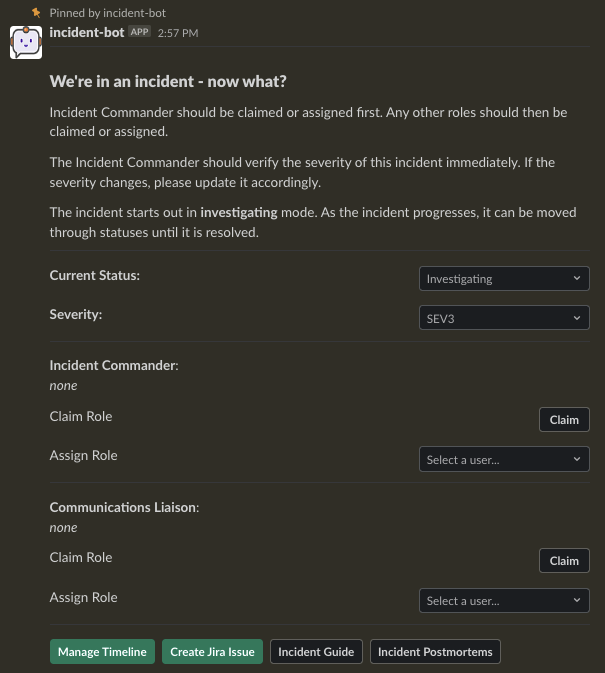 Pinned by incident-bot
incident-bot APP 2:57 PM
We're in an incident - now what?
Incident Commander should be claimed or assigned first. Any other roles should then be
claimed or assigned.
The Incident Commander should verify the severity of this incident immediately. If the
severity changes, please update it accordingly.
The incident starts out in investigating mode. As the incident progresses, it can be moved
through statuses until it is resolved.
Current Status:
Investigating
Severity:
SEV3
Incident Commander:
none
Claim Role
Claim
Assign Role
Select a user...
Communications Liaison:
none
Claim Role
Claim
Assign Role
Select a user...
Manage Timeline
Create Jira Issue
Incident Guide
Incident Postmortems